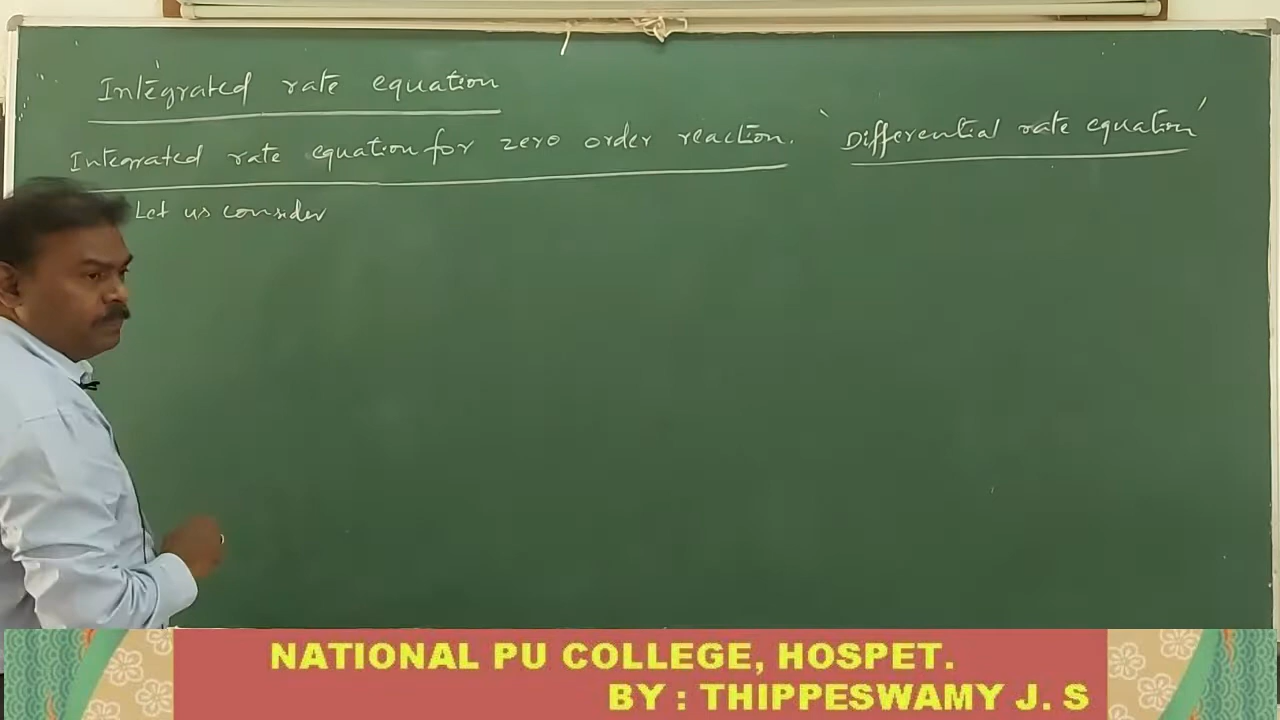 Integrated rate equation
Integrated rate equation for zero order reaction.
"Differential rate equation"
Let us consider
NATIONAL PU COLLEGE, HOSPET.
BY : THIPPESWAMY J. S